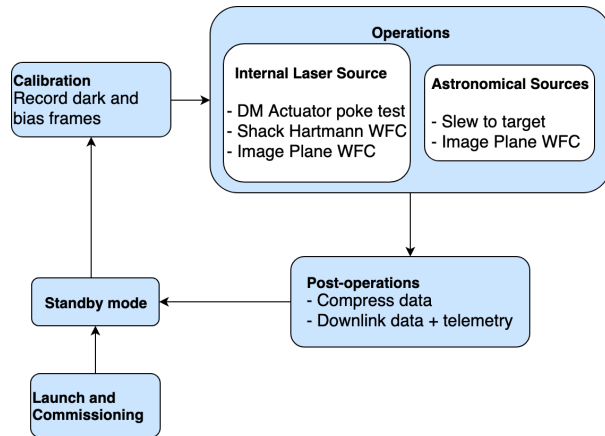 Operations
Internal Laser Source
- DM Actuator poke test
- Shack Hartmann WFC
- Image Plane WFC
Astronomical Sources
- Slew to target
- Image Plane WFC
Calibration
Record dark and
bias frames
Post-operations
- Compress data
- Downlink data + telemetry
Standby mode
Launch and
Commissioning